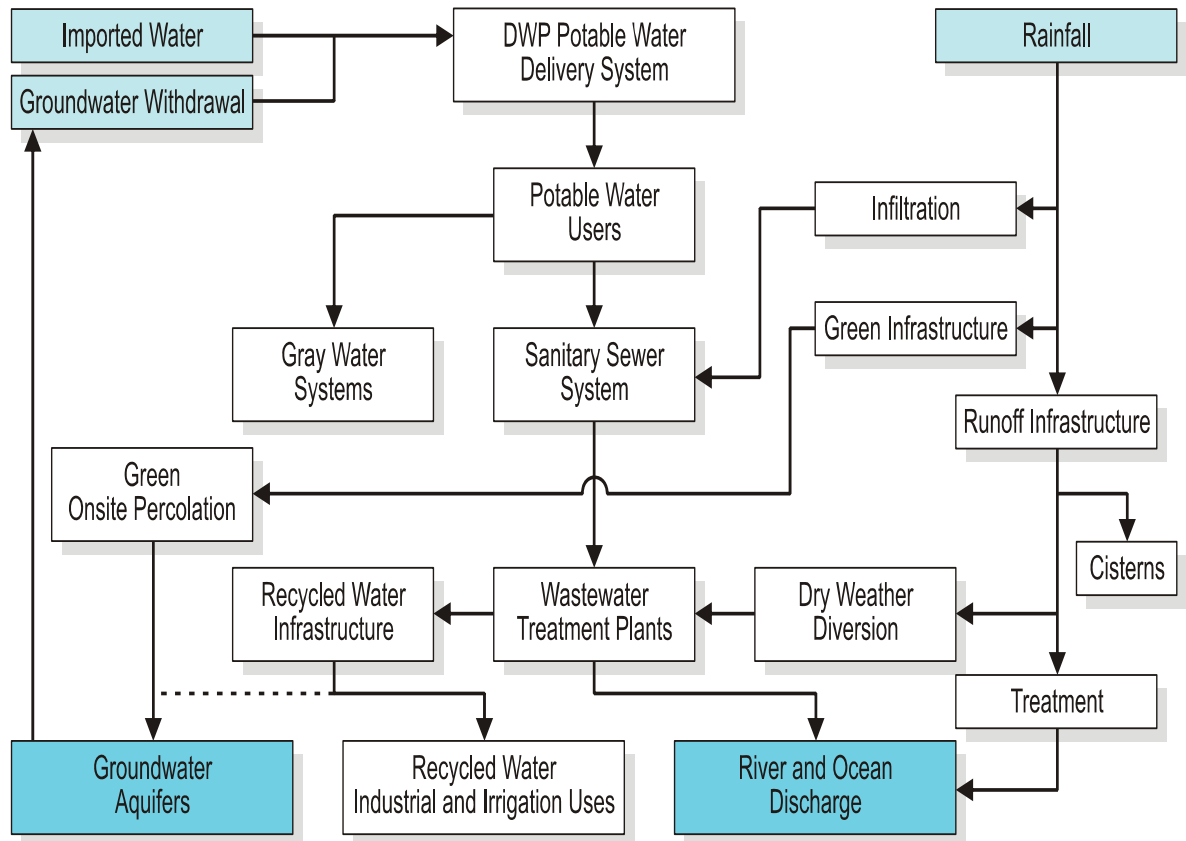 Imported Water
DWP Potable Water
Delivery System
Rainfall
Groundwater Withdrawal
Potable Water
Users
Infiltration
Green Infrastructure
Gray Water
Systems
Sanitary Sewer
System
Runoff Infrastructure
Green
Onsite Percolation
Cisterns
Recycled Water
Infrastructure
Wastewater
Treatment Plants
Dry Weather
Diversion
Treatment
Groundwater
Aquifers
Recycled Water
Industrial and Irrigation Uses
River and Ocean
Discharge